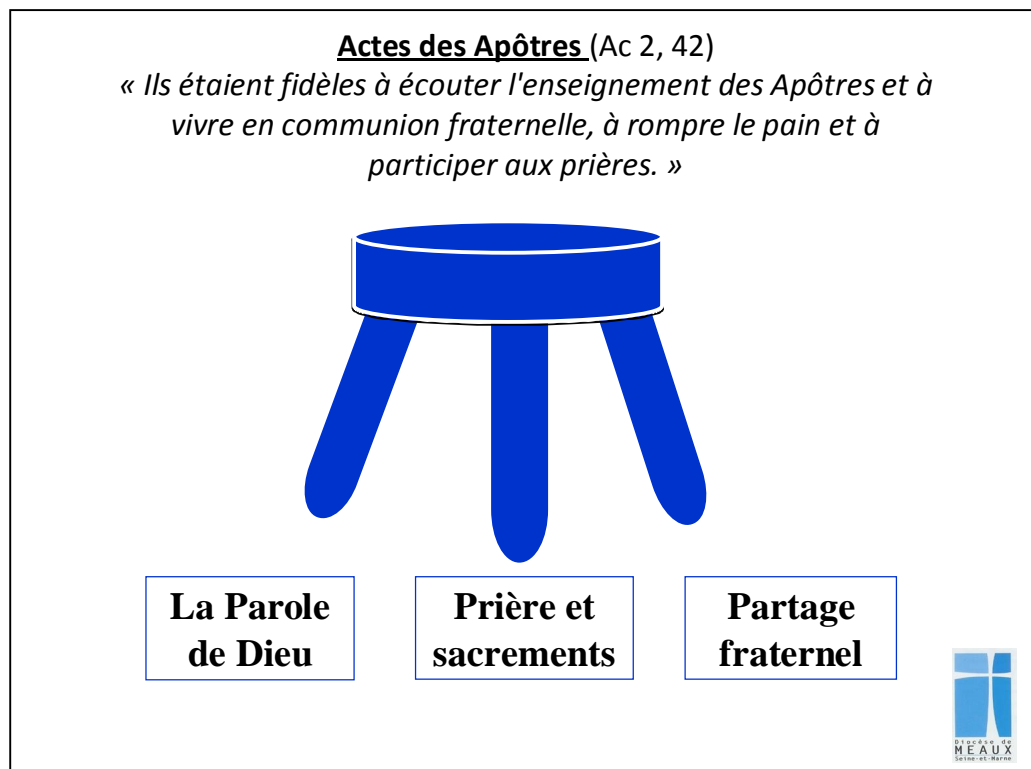 Actes des Apôtres (Ac 2, 42)
« Ils étaient fidèles à écouter l'enseignement des Apôtres et à
vivre en communion fraternelle, à rompre le pain et à
participer aux prières. »
La Parole
de Dieu
Prière et
sacrements
Partage
fraternel
Diocèse de
MEAUX
Seine-et-Marne